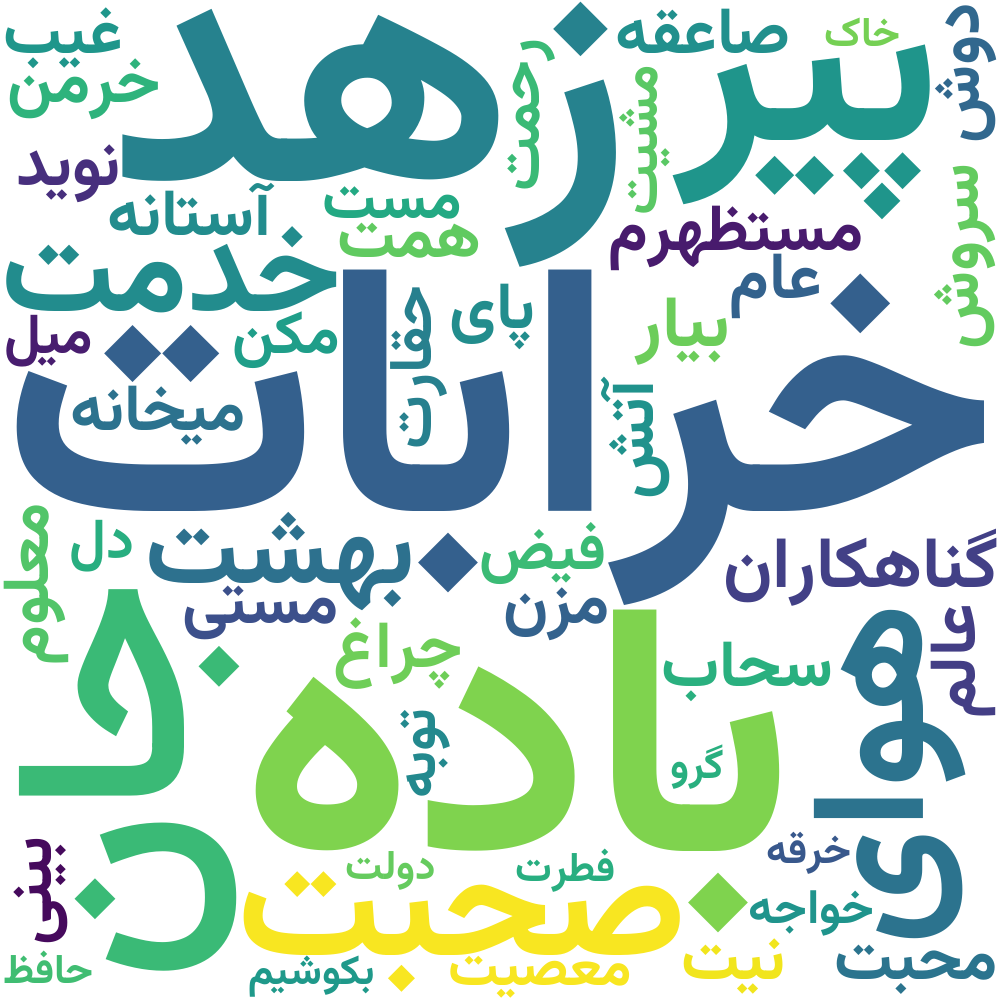 غیب
زهد
صاعقه
خاک
پیر
دوش
خرمن
رحمت
مشیت
نوید
آستانه
مست
همت
مستظهرم
سروش
خدمت
عام
میل
مکن
حقارت
پای
بیار
خرابات
میخانه
آتش
معلوم
دل
بهشت
فیض
گناهکاران
مستی
مزن
عالم
جان
چراغ
باده
سحاب
هوای
توبه
گرو
بینی
دولت
فطرت
خرقه
صحبت
خواجه
حافظ
بکوشیم
معصیت
نیت
محبت